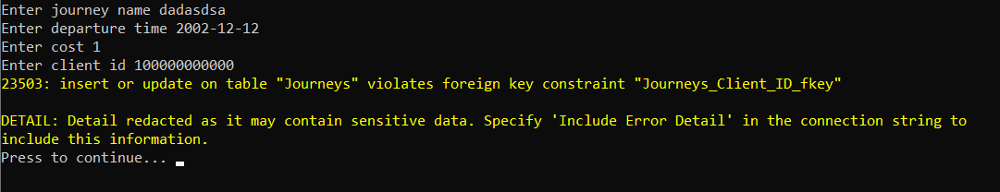 Enter journey name dadasdsa
Enter departure time 2002-12-12
Enter cost 1
Enter client id 100000000000
23503: insert or update on table "Journeys" violates foreign key constraint "Journeys_Client_ID_fkey"
DETAIL: Detail redacted as it may contain sensitive data. Specify 'Include Error Detail' in the connection string to
include this information.
Press to continue...